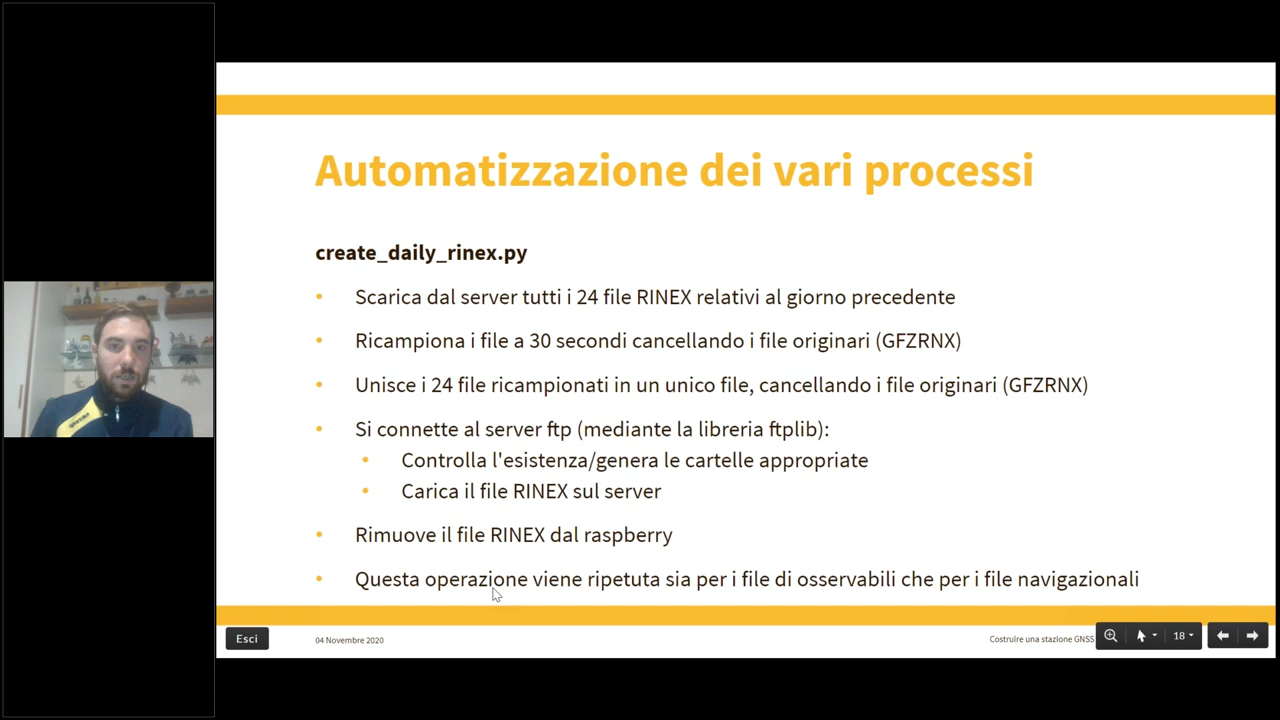 Automatizzazione dei vari processi
create_daily_rinex.py
• Scarica dal server tutti i 24 file RINEX relativi al giorno precedente
• Ricampiona i file a 30 secondi cancellando i file originari (GFZRNX)
• Unisce i 24 file ricampionati in un unico file, cancellando i file originari (GFZRNX)
• Si connette al server ftp (mediante la libreria ftplib):
• Controlla l'esistenza/genera le cartelle appropriate
• Carica il file RINEX sul server
• Rimuove il file RINEX dal raspberry
• Questa operazione viene ripetuta sia per i file di osservabili che per i file navigazionali
Esci
04 Novembre 2020
Costruire una stazione GNSS
18